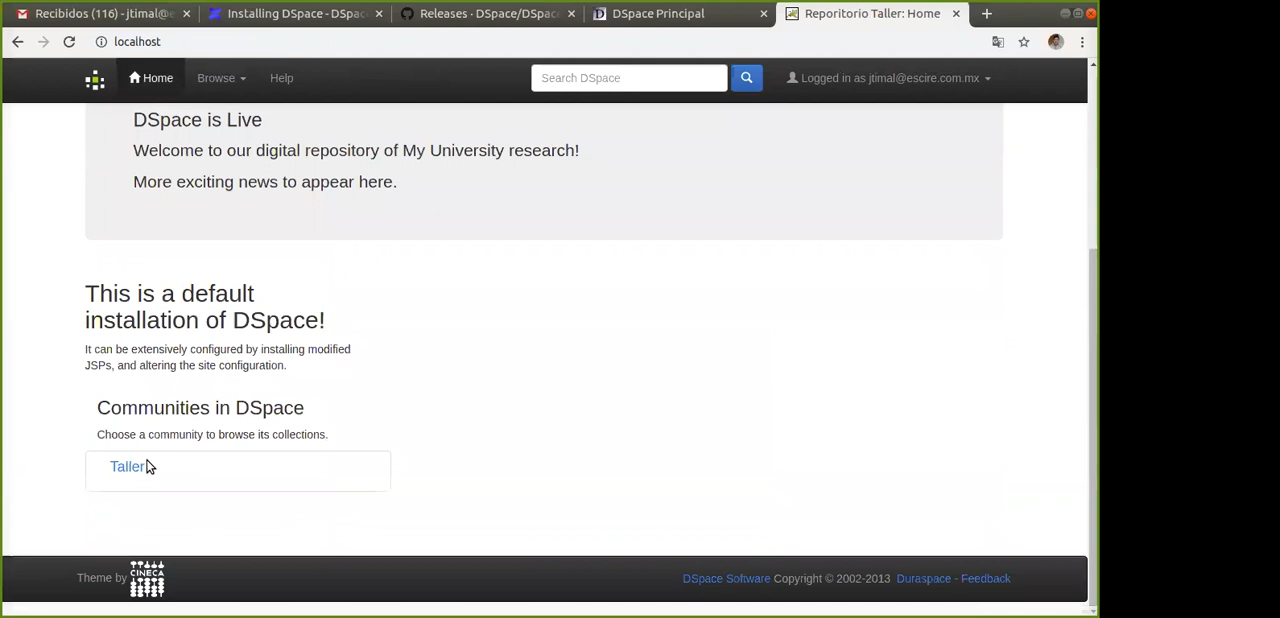 Recibidos (116) - jtimal@e
Installing DSpace - DSpac
Releases · DSpace/DSpac
DSpace Principal
Reporitorio Taller: Home
localhost
Home
Browse
Help
Search DSpace
Logged in as jtimal@escire.com.mx
DSpace is Live
Welcome to our digital repository of My University research!
More exciting news to appear here.
This is a default
installation of DSpace!
It can be extensively configured by installing modified
JSPs, and altering the site configuration.
Communities in DSpace
Choose a community to browse its collections.
Taller
Theme by
CINECA
DSpace Software Copyright © 2002-2013 Duraspace - Feedback